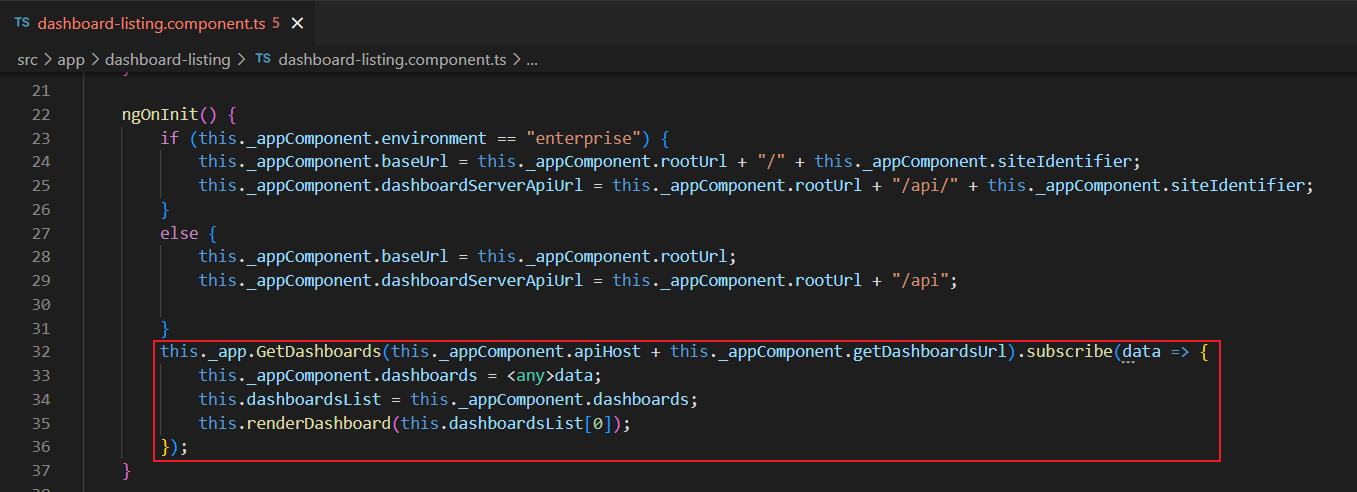 TS dashboard-listing.component.ts 5 ×
src > app > dashboard-listing > TS dashboard-listing.component.ts > ...
21
22 ngOnInit() {
23 if (this._appComponent.environment == "enterprise") {
24 this._appComponent.baseUrl = this._appComponent.rootUrl + "/" + this._appComponent.siteIdentifier;
25 this._appComponent.dashboardServerApiUrl = this._appComponent.rootUrl + "/api/" + this._appComponent.siteIdentifier;
26 }
27 else {
28 this._appComponent.baseUrl = this._appComponent.rootUrl;
29 this._appComponent.dashboardServerApiUrl = this._appComponent.rootUrl + "/api";
30
31 }
32 this._app.GetDashboards(this._appComponent.apiHost + this._appComponent.getDashboardsUrl).subscribe(data => {
33 this._appComponent.dashboards = <any>data;
34 this.dashboardsList = this._appComponent.dashboards;
35 this.renderDashboard(this.dashboardsList[0]);
36 });
37 }